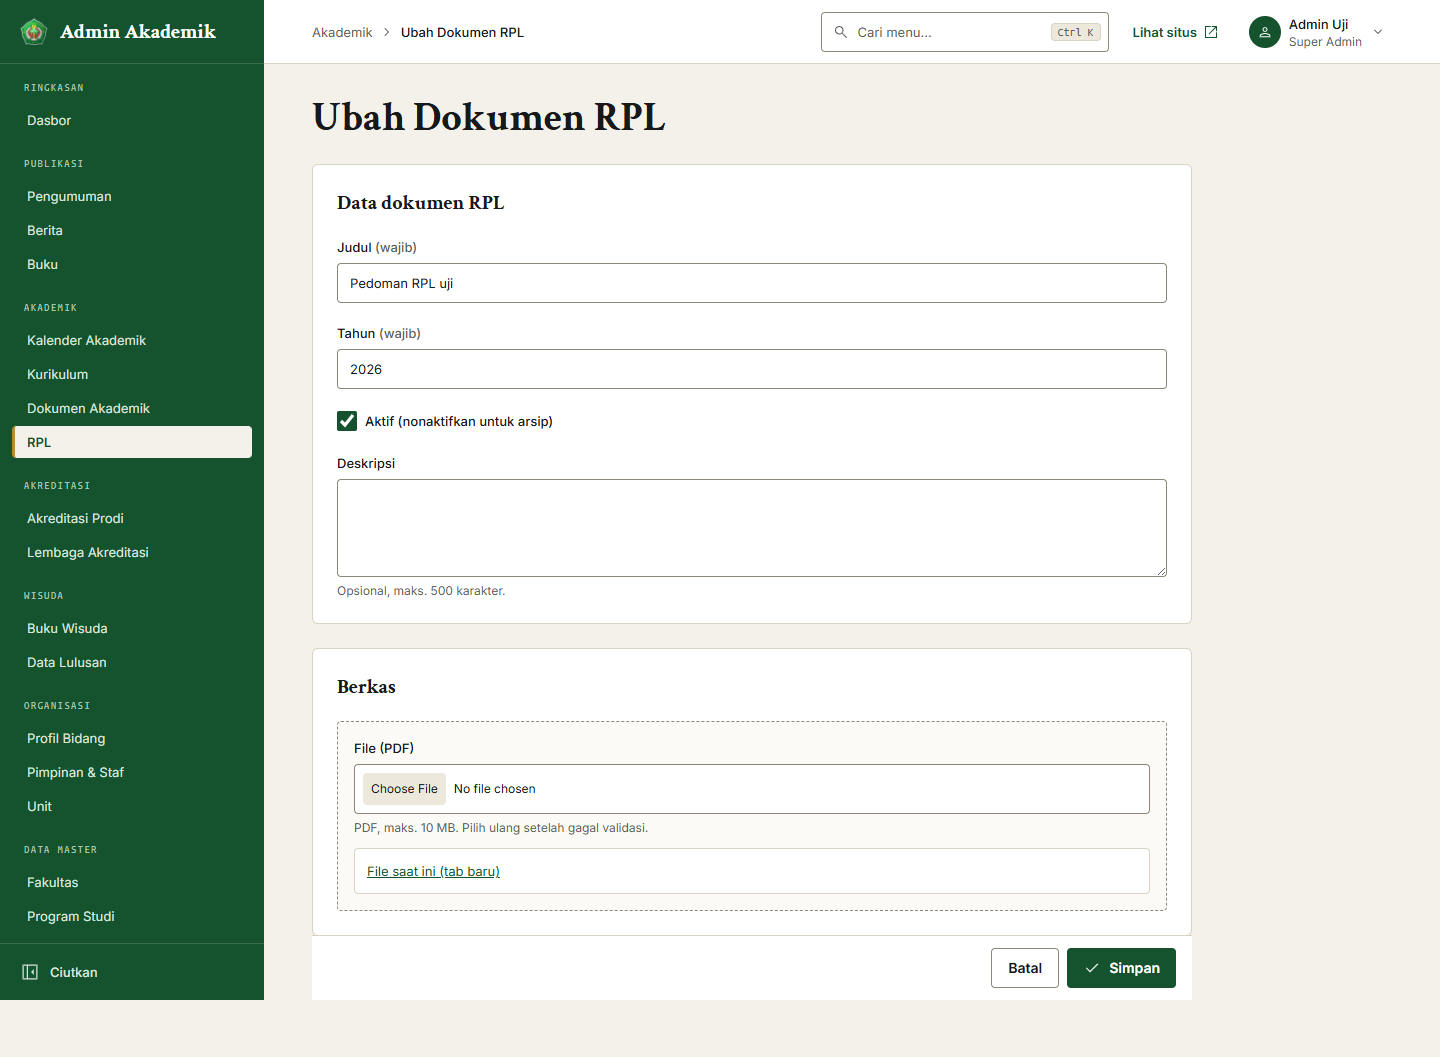 Admin Akademik
Akademik > Ubah Dokumen RPL
Cari menu...
Ctrl K
Lihat situs
Admin Uji
Super Admin
RINGKASAN
Dasbor
PUBLIKASI
Pengumuman
Berita
Buku
AKADEMIK
Kalender Akademik
Kurikulum
Dokumen Akademik
RPL
AKREDITASI
Akreditasi Prodi
Lembaga Akreditasi
WISUDA
Buku Wisuda
Data Lulusan
ORGANISASI
Profil Bidang
Pimpinan & Staf
Unit
DATA MASTER
Fakultas
Program Studi
Ciutkan
Ubah Dokumen RPL
Data dokumen RPL
Judul (wajib)
Pedoman RPL uji
Tahun (wajib)
2026
Aktif (nonaktifkan untuk arsip)
Deskripsi
Opsional, maks. 500 karakter.
Berkas
File (PDF)
Choose File No file chosen
PDF, maks. 10 MB. Pilih ulang setelah gagal validasi.
File saat ini (tab baru)
Batal
Simpan